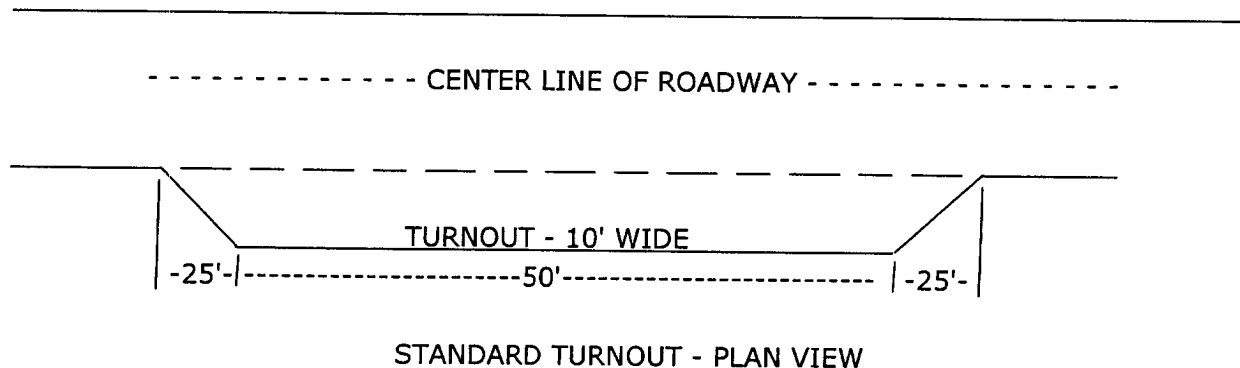 - - - - - - - - - - - - - CENTER LINE OF ROADWAY - - - - - - - - - - - - - - -
TURNOUT - 10' WIDE
-25'-|----------------------50'---------------------------|-25'-
STANDARD TURNOUT - PLAN VIEW